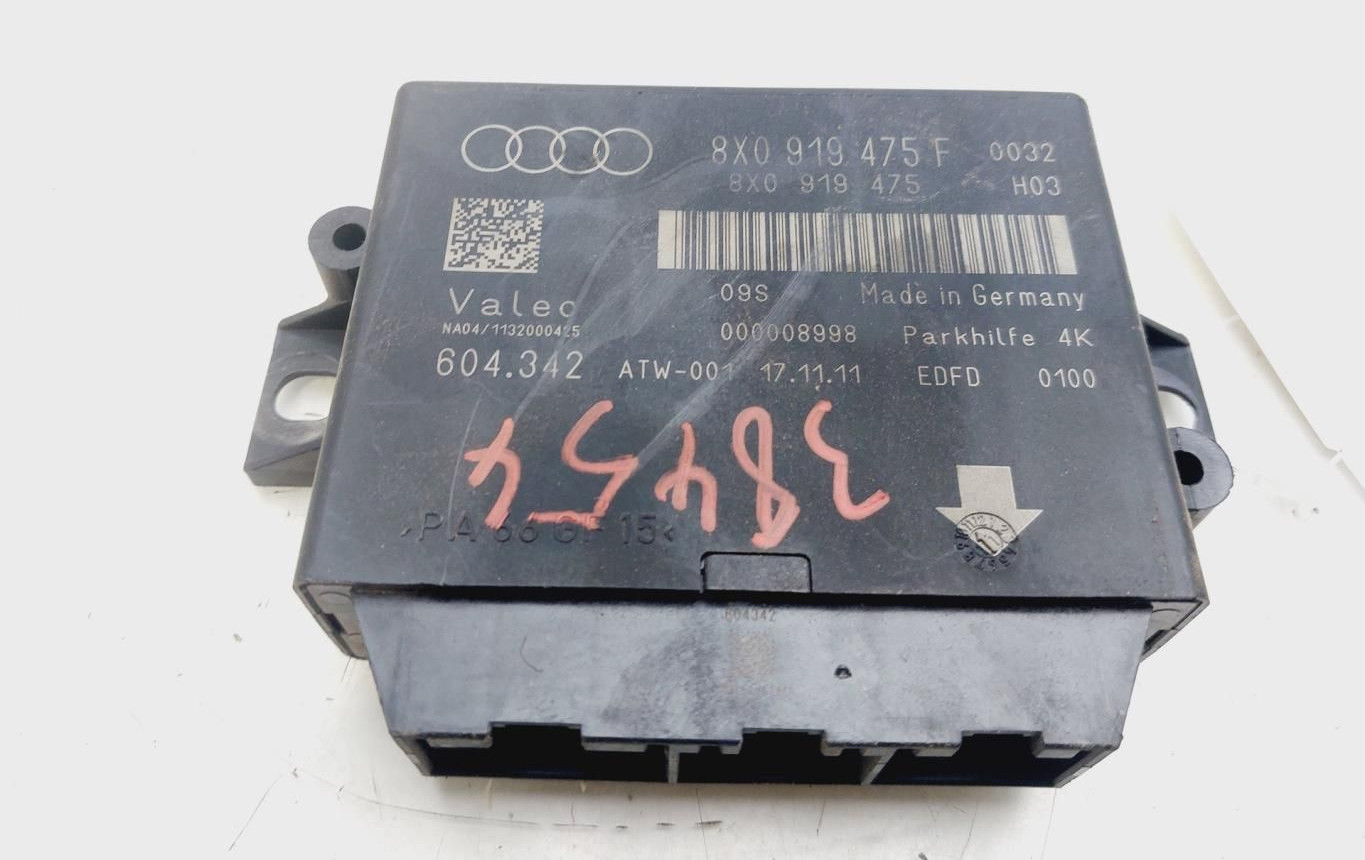 8X0 919 475 F 0032
8X0 919 475 H03
Valeo
NA04/1132000425
604.342
09S Made in Germany
000008998 Parkhilfe 4K
ATW-001 17.11.11 EDFD 0100
38454
>PA 66 GF 15<
604342